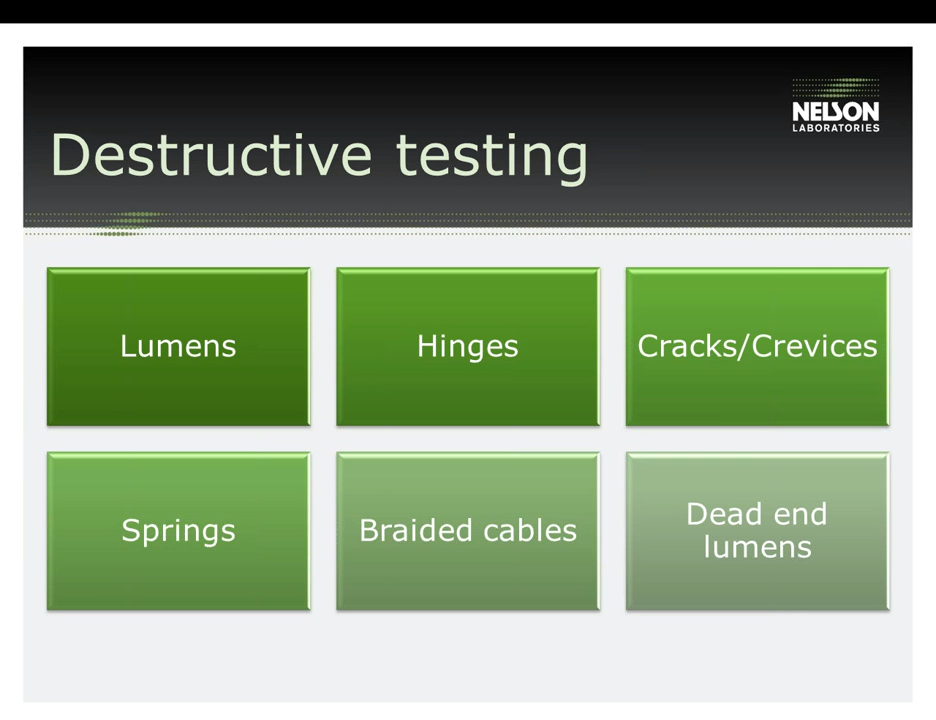 NELSON
LABORATORIES
Destructive testing
Lumens
Hinges
Cracks/Crevices
Springs
Braided cables
Dead end
lumens